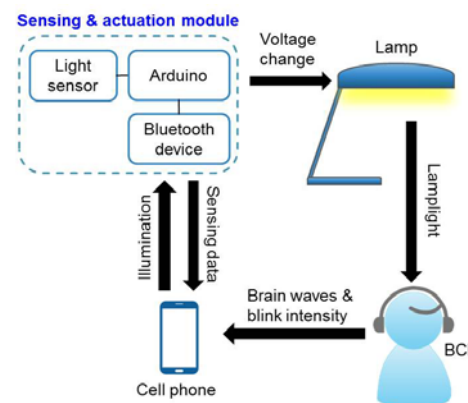 Sensing & actuation module
Light
sensor
Arduino
Bluetooth
device
Voltage
change
Lamp
Lamplight
Illumination
Sensing data
Brain waves &
blink intensity
BC
Cell phone